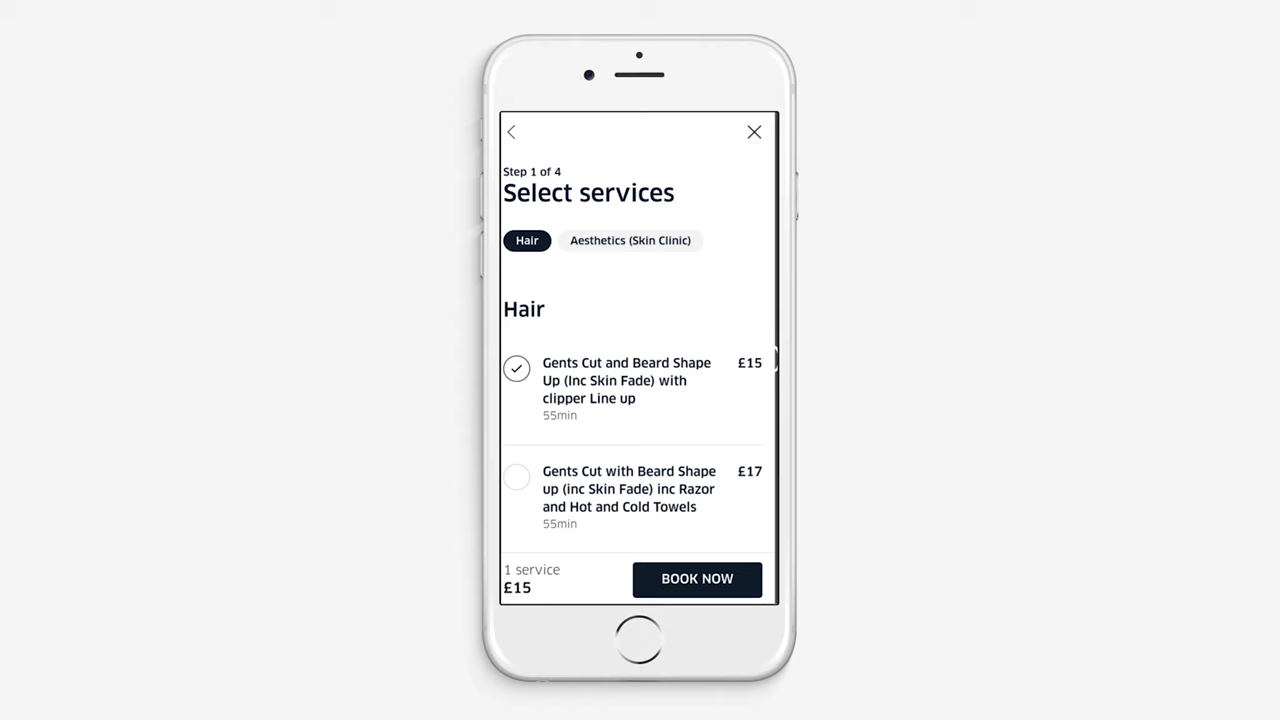 Step 1 of 4
Select services
Hair
Aesthetics (Skin Clinic)
Hair
Gents Cut and Beard Shape £15
Up (Inc Skin Fade) with
clipper Line up
55min
Gents Cut with Beard Shape £17
up (inc Skin Fade) inc Razor
and Hot and Cold Towels
55min
1 service
£15
BOOK NOW